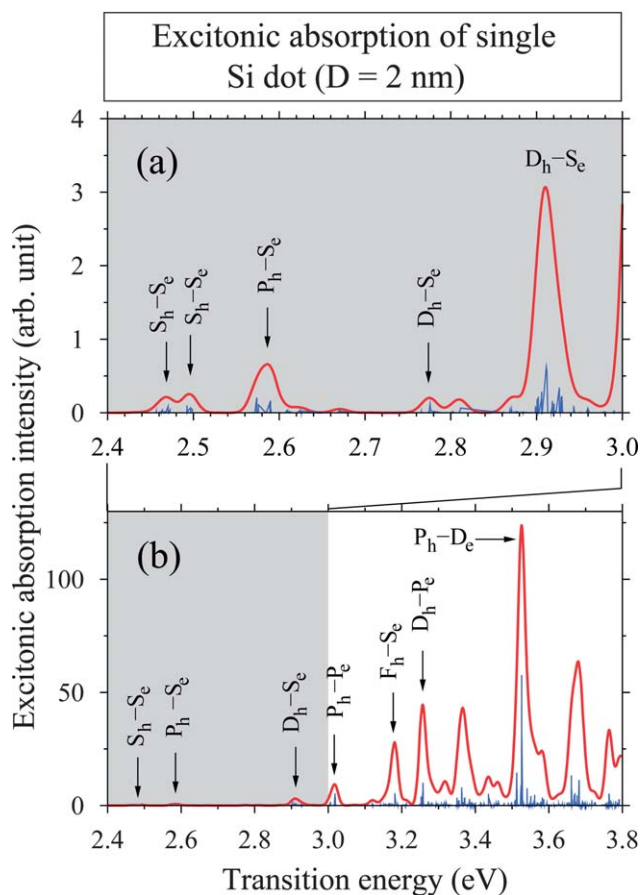 Excitonic absorption of single
Si dot (D = 2 nm)
Excitonic absorption intensity (arb. unit)
(a)
4
3
2
1
0
S_h–S_e
S_h–S_e
P_h–S_e
D_h–S_e
D_h–S_e
2.4 2.5 2.6 2.7 2.8 2.9 3.0
(b)
100
50
0
S_h–S_e
P_h–S_e
D_h–S_e
P_h–P_e
F_h–S_e
D_h–P_e
P_h–D_e
2.4 2.6 2.8 3.0 3.2 3.4 3.6 3.8
Transition energy (eV)